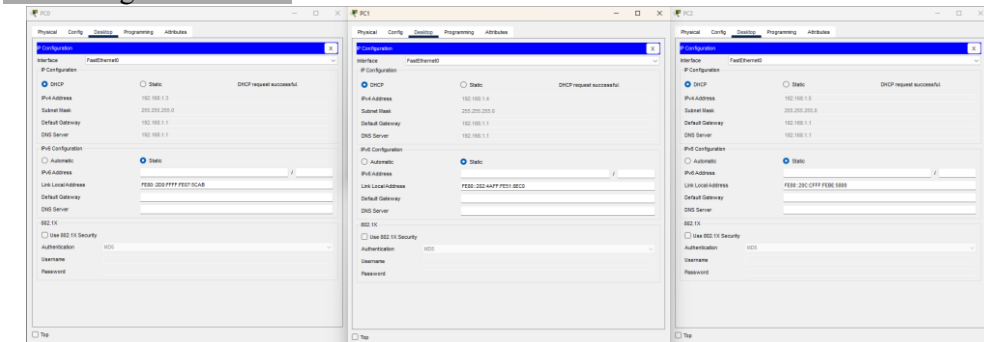 PC0
Physical Config Desktop Programming Attributes
IP Configuration X
Interface FastEthernet0
IP Configuration
DHCP Static DHCP request successful.
IPv4 Address 192.168.1.3
Subnet Mask 255.255.255.0
Default Gateway 192.168.1.1
DNS Server 192.168.1.1
IPv6 Configuration
Automatic Static
IPv6 Address /
Link Local Address
Default Gateway
DNS Server
802.1X
Use 802.1X Security
Authentication MD5
Username
Password
Top
PC1
Physical Config Desktop Programming Attributes
IP Configuration X
Interface FastEthernet0
IP Configuration
DHCP Static DHCP request successful.
IPv4 Address 192.168.1.4
Subnet Mask 255.255.255.0
Default Gateway 192.168.1.1
DNS Server 192.168.1.1
IPv6 Configuration
Automatic Static
IPv6 Address /
Link Local Address
Default Gateway
DNS Server
802.1X
Use 802.1X Security
Authentication MD5
Username
Password
Top
PC2
Physical Config Desktop Programming Attributes
IP Configuration X
Interface FastEthernet0
IP Configuration
DHCP Static DHCP request successful.
IPv4 Address
Subnet Mask 255.255.255.0
Default Gateway 192.168.1.1
DNS Server 192.168.1.1
IPv6 Configuration
Automatic Static
IPv6 Address /
Link Local Address
Default Gateway
DNS Server
802.1X
Use 802.1X Security
Authentication MD5
Username
Password
Top